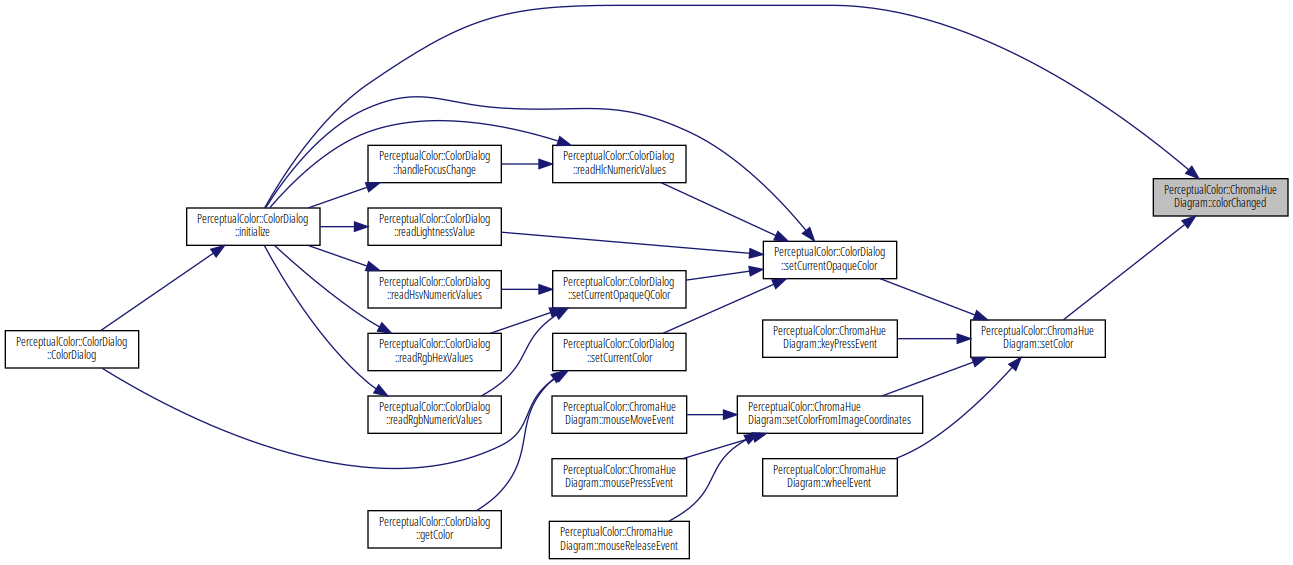 PerceptualColor::ColorDialog
::ColorDialog
PerceptualColor::ColorDialog
::initialize
PerceptualColor::ColorDialog
::handleFocusChange
PerceptualColor::ColorDialog
::readLightnessValue
PerceptualColor::ColorDialog
::readHsvNumericValues
PerceptualColor::ColorDialog
::readRgbHexValues
PerceptualColor::ColorDialog
::readRgbNumericValues
PerceptualColor::ColorDialog
::getColor
PerceptualColor::ColorDialog
::readHlcNumericValues
PerceptualColor::ColorDialog
::setCurrentOpaqueQColor
PerceptualColor::ColorDialog
::setCurrentColor
PerceptualColor::ChromaHue
Diagram::mouseMoveEvent
PerceptualColor::ChromaHue
Diagram::mousePressEvent
PerceptualColor::ChromaHue
Diagram::mouseReleaseEvent
PerceptualColor::ColorDialog
::setCurrentOpaqueColor
PerceptualColor::ChromaHue
Diagram::keyPressEvent
PerceptualColor::ChromaHue
Diagram::setColorFromImageCoordinates
PerceptualColor::ChromaHue
Diagram::wheelEvent
PerceptualColor::ChromaHue
Diagram::setColor
PerceptualColor::ChromaHue
Diagram::colorChanged